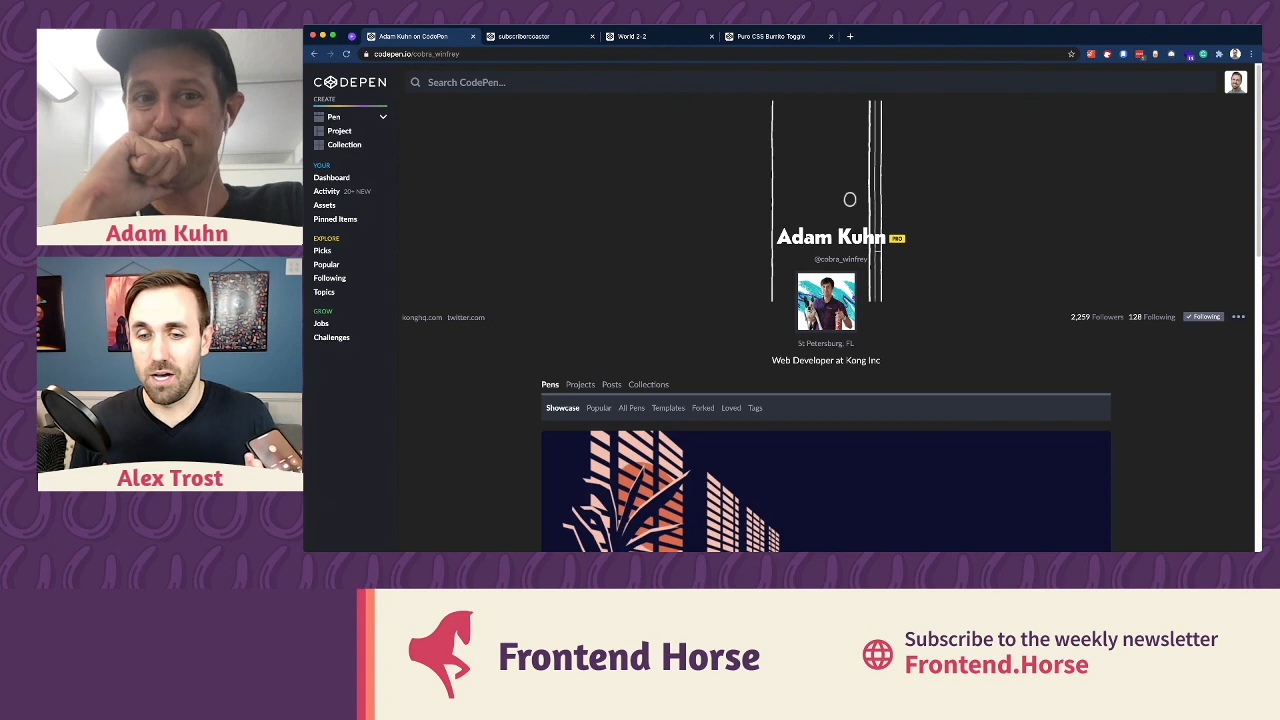 Adam Kuhn
Alex Trost
Adam Kuhn on CodePen
subscribercoaster
World 2-2
Puro CSS Burrito Toggio
codepen.io/cobra_winfrey
CODEPEN
Search CodePen...
CREATE
Pen
Project
Collection
YOUR
Dashboard
Activity 20+ NEW
Assets
Pinned Items
EXPLORE
Picks
Popular
Following
Topics
GROW
Jobs
Challenges
Adam Kuhn PRO
@cobra_winfrey
konghq.com twitter.com
2,259 Followers 128 Following Following
St Petersburg, FL
Web Developer at Kong Inc
Pens Projects Posts Collections
Showcase Popular All Pens Templates Forked Loved Tags
Frontend Horse
Subscribe to the weekly newsletter
Frontend.Horse